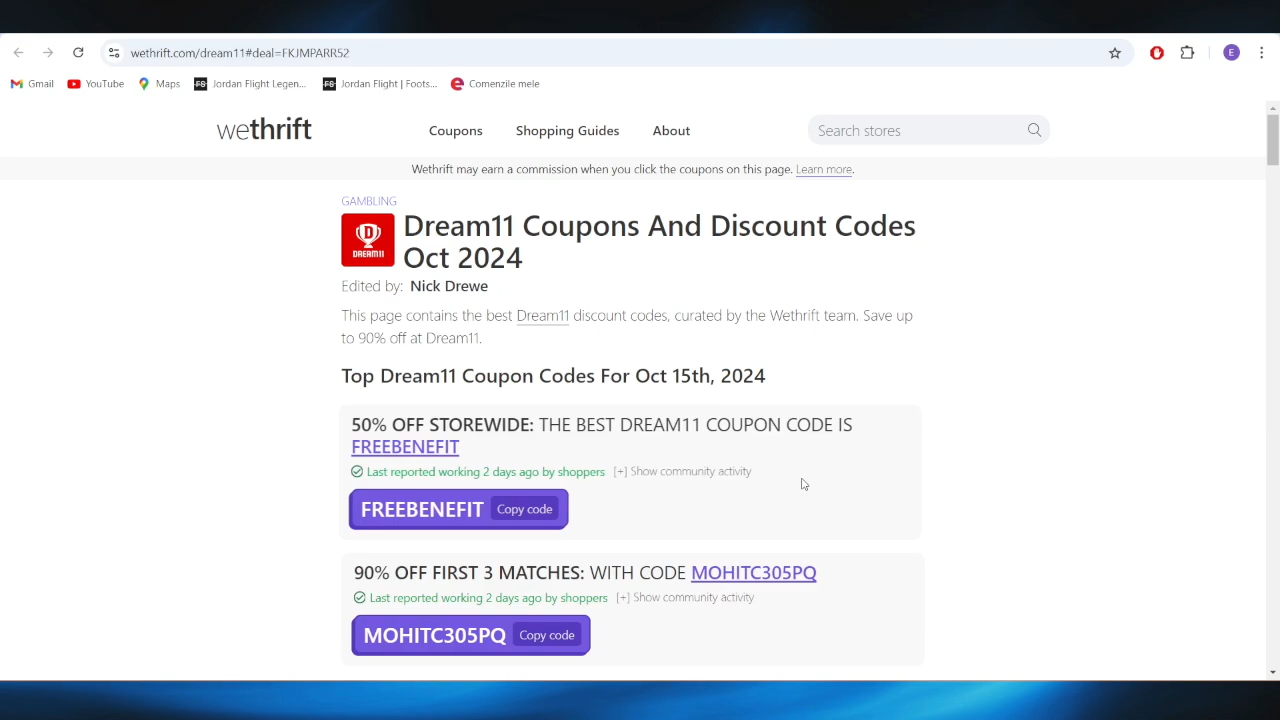 wethrift.com/dream11#deal=FKJMPARR52
E
Gmail
YouTube
Maps
FS
Jordan Flight Legen...
FS
Jordan Flight | Foots...
e
Comenzile mele
wethrift
Coupons
Shopping Guides
About
Search stores
Wethrift may earn a commission when you click the coupons on this page. Learn more.
GAMBLING
D
DREAM11
Dream11 Coupons And Discount Codes
Oct 2024
Edited by: Nick Drewe
This page contains the best Dream11 discount codes, curated by the Wethrift team. Save up
to 90% off at Dream11.
Top Dream11 Coupon Codes For Oct 15th, 2024
50% OFF STOREWIDE: THE BEST DREAM11 COUPON CODE IS
FREEBENEFIT
Last reported working 2 days ago by shoppers [+] Show community activity
FREEBENEFIT Copy code
90% OFF FIRST 3 MATCHES: WITH CODE MOHITC305PQ
Last reported working 2 days ago by shoppers [+] Show community activity
MOHITC305PQ Copy code